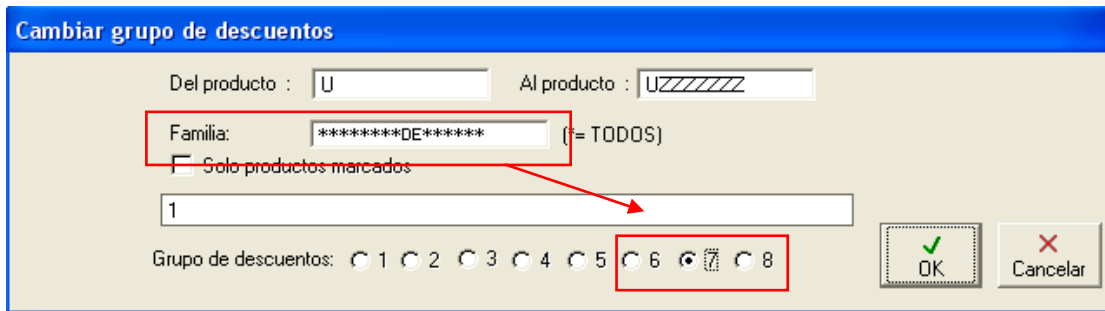 Cambiar grupo de descuentos
Del producto : U Al producto : UZZZZZZZ
Familia: ********DE****** (*= TODOS)
Solo productos marcados
1
Grupo de descuentos: 1 2 3 4 5 6 7 8
OK Cancelar